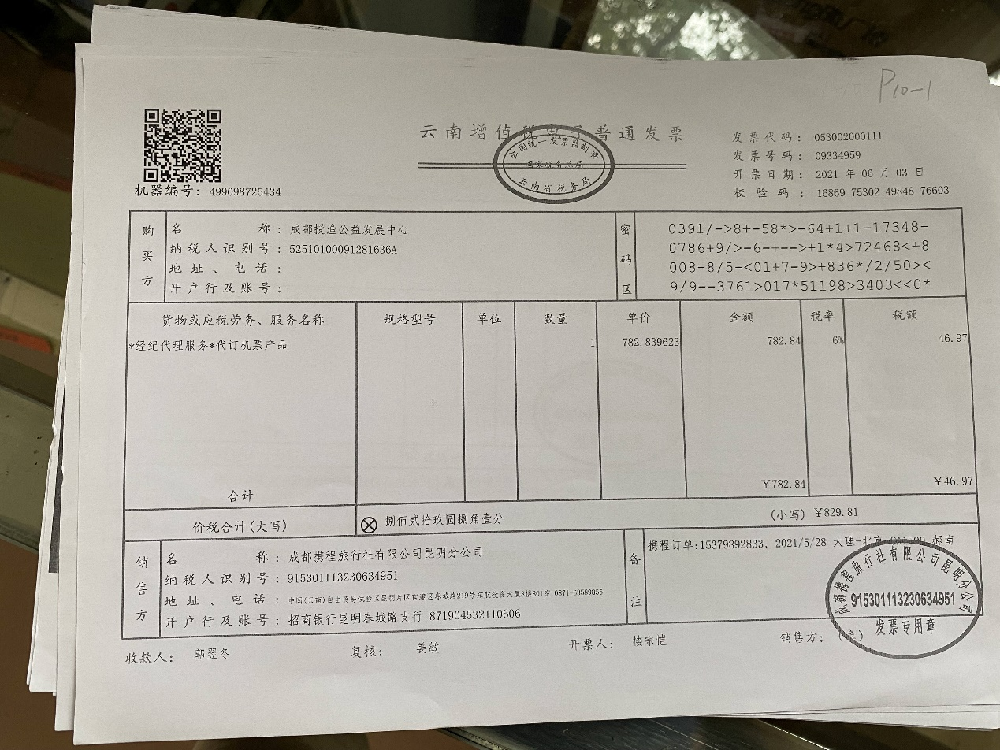 P10-1
云南增值税电子普通发票
全国统一发票监制章
国家税务总局
云南省税务局
发票代码: 053002000111
发票号码: 09334959
开票日期: 2021 年 06 月 03 日
校验码: 16869 75302 49848 76603
机器编号: 499098725434
购买方
名称: 成都授渔公益发展中心
纳税人识别号: 52510100091281636A
地址、电话:
开户行及账号:
密码区
0391/->8+-58*>-64+1+1-17348-
0786+9/>-6-+-->+1*4>72468<+8
008-8/5-<01+7-9>+836*/2/50><
9/9--3761>017*51198>3403<<0*
货物或应税劳务、服务名称 规格型号 单位 数量 单价 金额 税率 税额
*经纪代理服务*代订机票产品 1 782.839623 782.84 6% 46.97
合计 ¥782.84 ¥46.97
价税合计(大写) ⊗ 捌佰贰拾玖圆捌角壹分 (小写) ¥829.81
销售方
名称: 成都携程旅行社有限公司昆明分公司
纳税人识别号: 915301113230634951
地址、电话: 中国(云南)自由贸易试验区昆明片区官渡区春城路219号东航投资大厦8楼801室 0871-63589855
开户行及账号: 招商银行昆明春城路支行 871904532110606
备注
携程订单:15379892833, 2021/5/28 大理-北京 CA1500 郝南
成都携程旅行社有限公司昆明分公司
915301113230634951
发票专用章
收款人: 郭翌冬 复核: 姜敏 开票人: 楼宗恺 销售方: (章)